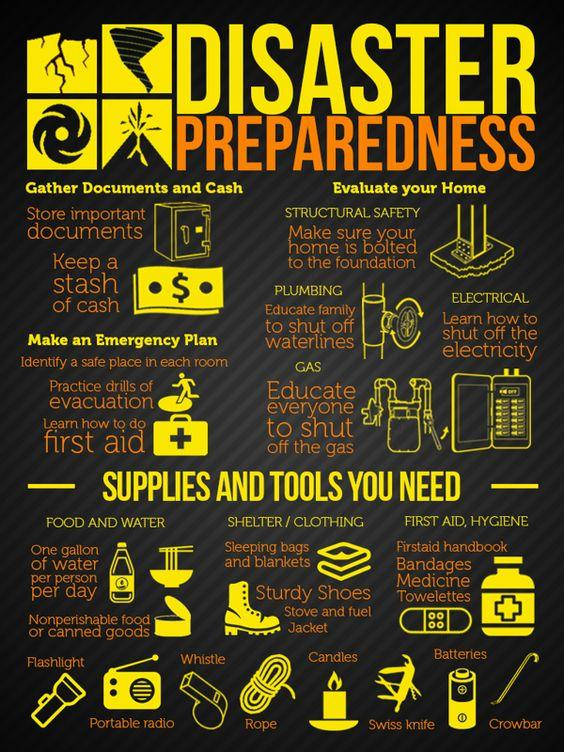 DISASTER
PREPAREDNESS
Gather Documents and Cash
Store important
documents
Keep a
stash
of cash
$
Make an Emergency Plan
Identify a safe place in each room
Practice drills of
evacuation
Learn how to do
first aid
Evaluate your Home
STRUCTURAL SAFETY
Make sure your
home is bolted
to the foundation
PLUMBING
Educate family
to shut off
waterlines
ELECTRICAL
Learn how to
shut off the
electricity
GAS
Educate
everyone
to shut
off the gas
OFF
SUPPLIES AND TOOLS YOU NEED
FOOD AND WATER
One gallon
of water
per person
per day
Nonperishable food
or canned goods
SHELTER / CLOTHING
Sleeping bags
and blankets
Sturdy Shoes
Stove and fuel
Jacket
FIRST AID, HYGIENE
Firstaid handbook
Bandages
Medicine
Towelettes
Flashlight
Portable radio
Whistle
Rope
Candles
Swiss knife
Batteries
Crowbar